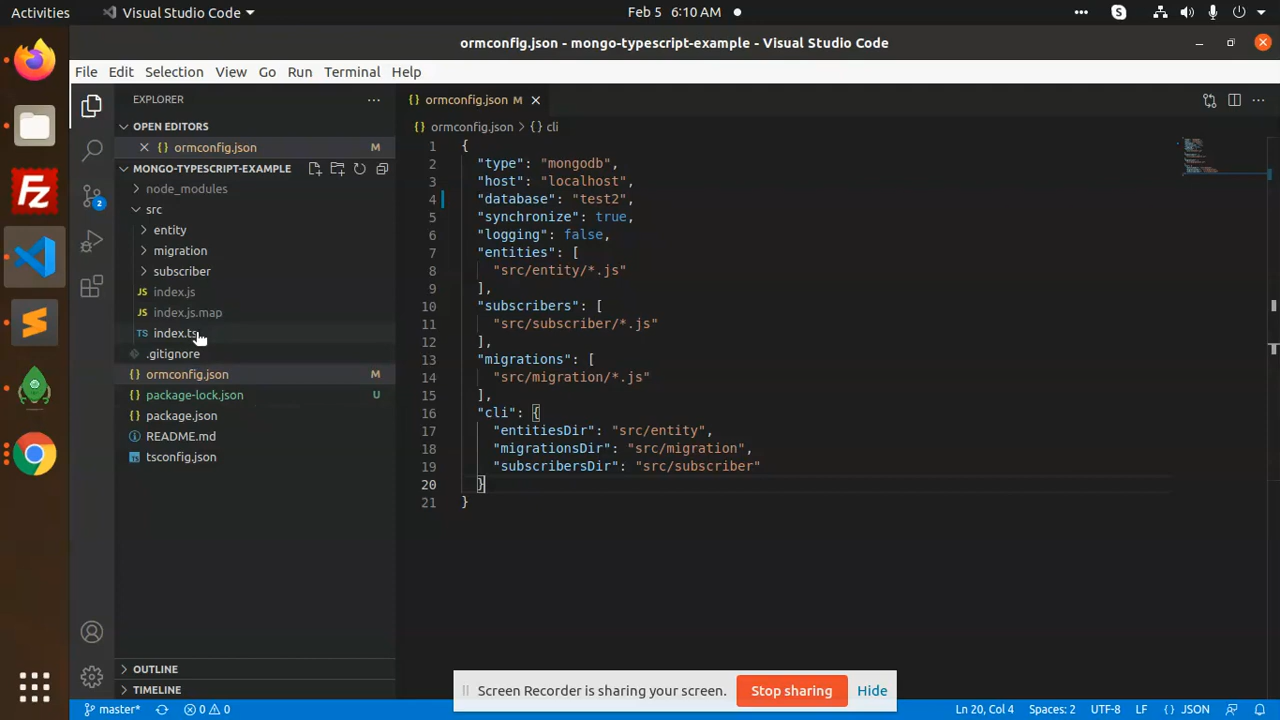 Activities Visual Studio Code Feb 5 6:10 AM
ormconfig.json - mongo-typescript-example - Visual Studio Code
File Edit Selection View Go Run Terminal Help
EXPLORER
OPEN EDITORS
ormconfig.json M
MONGO-TYPESCRIPT-EXAMPLE
node_modules
src
entity
migration
subscriber
JS index.js
index.js.map
TS index.ts
.gitignore
{} ormconfig.json M
{} package-lock.json U
{} package.json
README.md
tsconfig.json
OUTLINE
TIMELINE
2
{} ormconfig.json M
{} ormconfig.json > {} cli
1 {
2 "type": "mongodb",
3 "host": "localhost",
4 "database": "test2",
5 "synchronize": true,
6 "logging": false,
7 "entities": [
8 "src/entity/*.js"
9 ],
10 "subscribers": [
11 "src/subscriber/*.js"
12 ],
13 "migrations": [
14 "src/migration/*.js"
15 ],
16 "cli": {
17 "entitiesDir": "src/entity",
18 "migrationsDir": "src/migration",
19 "subscribersDir": "src/subscriber"
20 }
21 }
Screen Recorder is sharing your screen. Stop sharing Hide
master* 0 0 Ln 20, Col 4 Spaces: 2 UTF-8 LF {} JSON